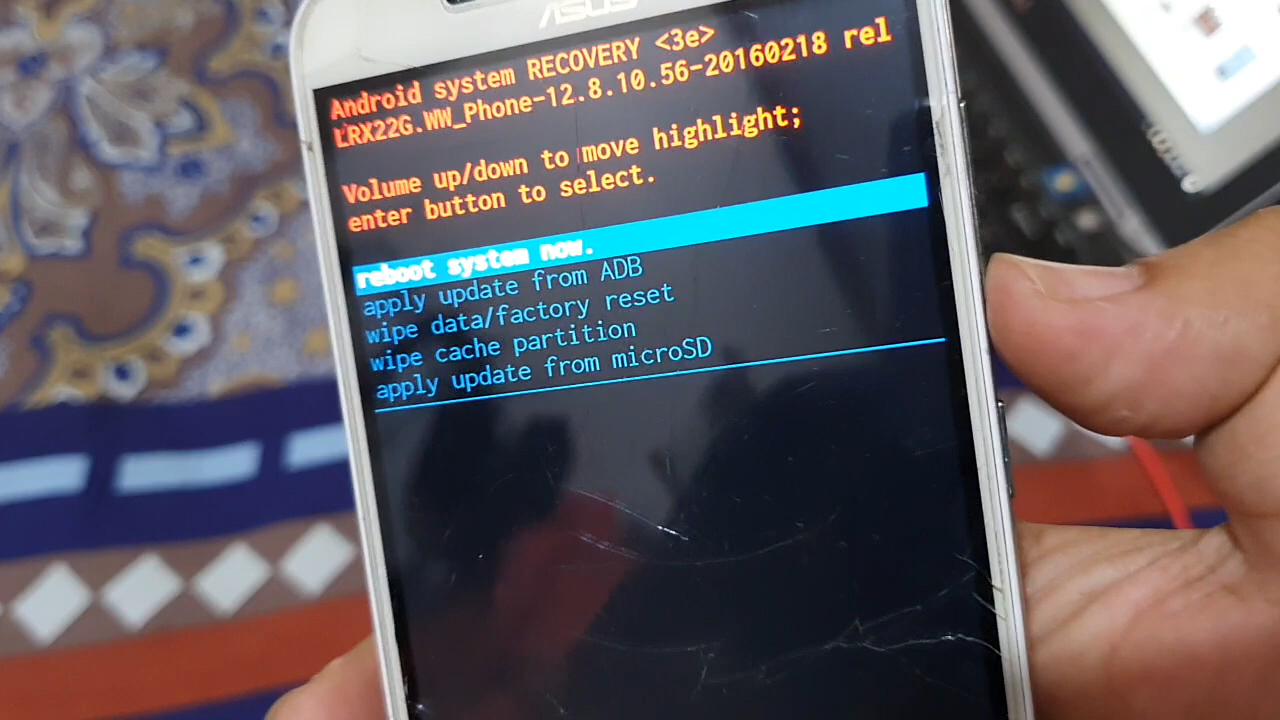 ASUS
Android system RECOVERY <3e>
LRX22G.WW_Phone-12.8.10.56-20160218 rel
Volume up/down to move highlight;
enter button to select.
reboot system now.
apply update from ADB
wipe data/factory reset
wipe cache partition
apply update from microSD